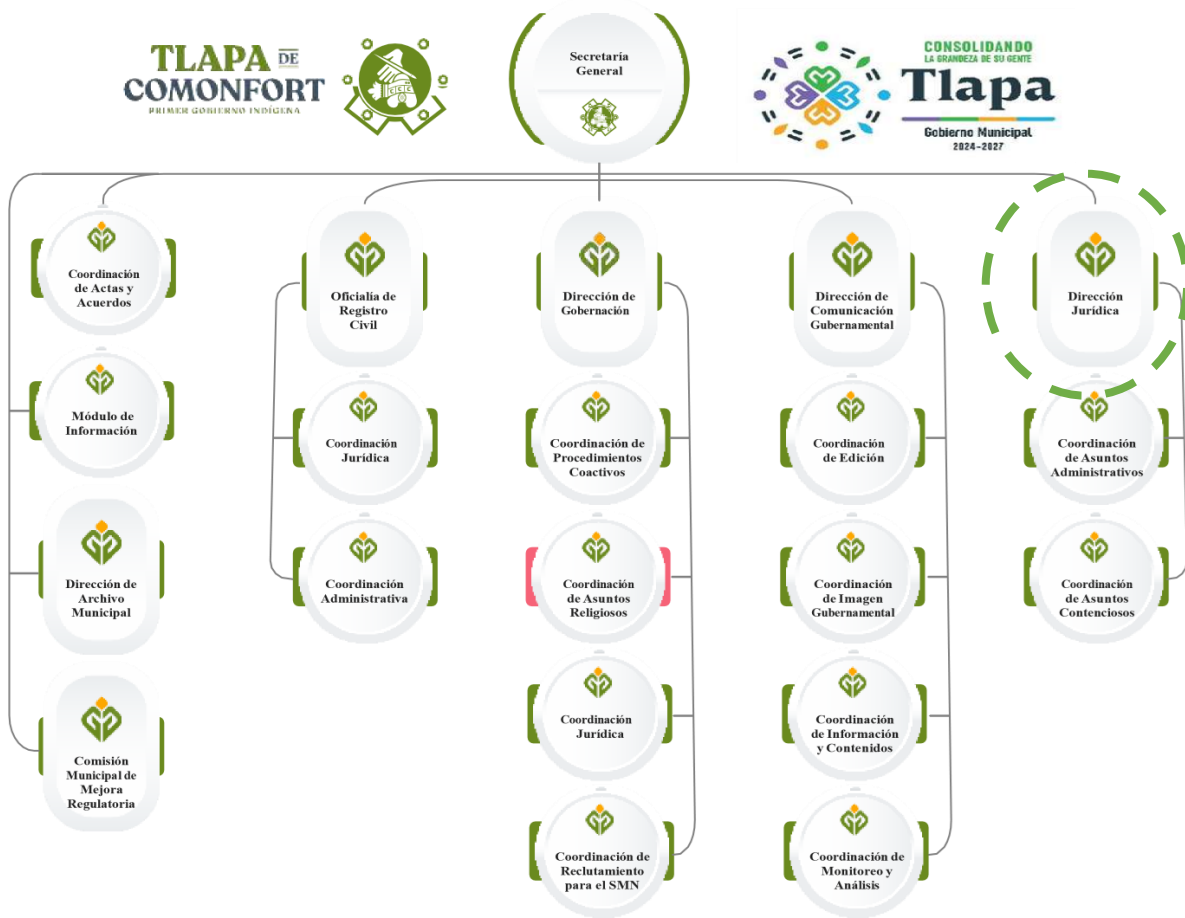 TLAPA DE
COMONFORT
PRIMER GOBIERNO INDÍGENA
Secretaría
General
CONSOLIDANDO
LA GRANDEZA DE SU GENTE
Tlapa
Gobierno Municipal
2024-2027
Coordinación
de Actas y
Acuerdos
Módulo de
Información
Dirección de
Archivo
Municipal
Comisión
Municipal de
Mejora
Regulatoria
Oficialía de
Registro
Civil
Coordinación
Jurídica
Coordinación
Administrativa
Dirección de
Gobernación
Coordinación de
Procedimientos
Coactivos
Coordinación
de Asuntos
Religiosos
Coordinación
Jurídica
Coordinación de
Reclutamiento
para el SMN
Dirección de
Comunicación
Gubernamental
Coordinación
de Edición
Coordinación
de Imagen
Gubernamental
Coordinación
de Información
y Contenidos
Coordinación de
Monitoreo y
Análisis
Dirección
Jurídica
Coordinación
de Asuntos
Administrativos
Coordinación
de Asuntos
Contenciosos